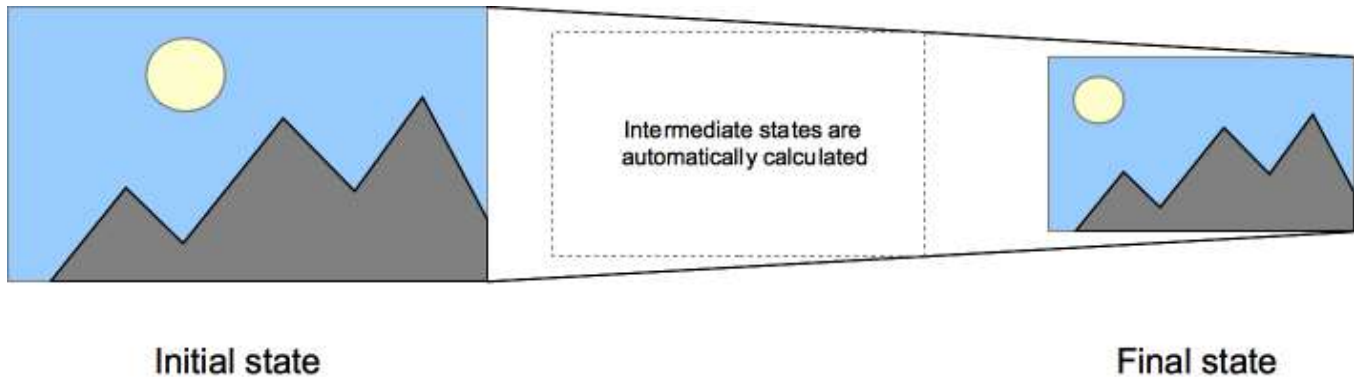 Intermediate states are
automatically calculated
Initial state
Final state